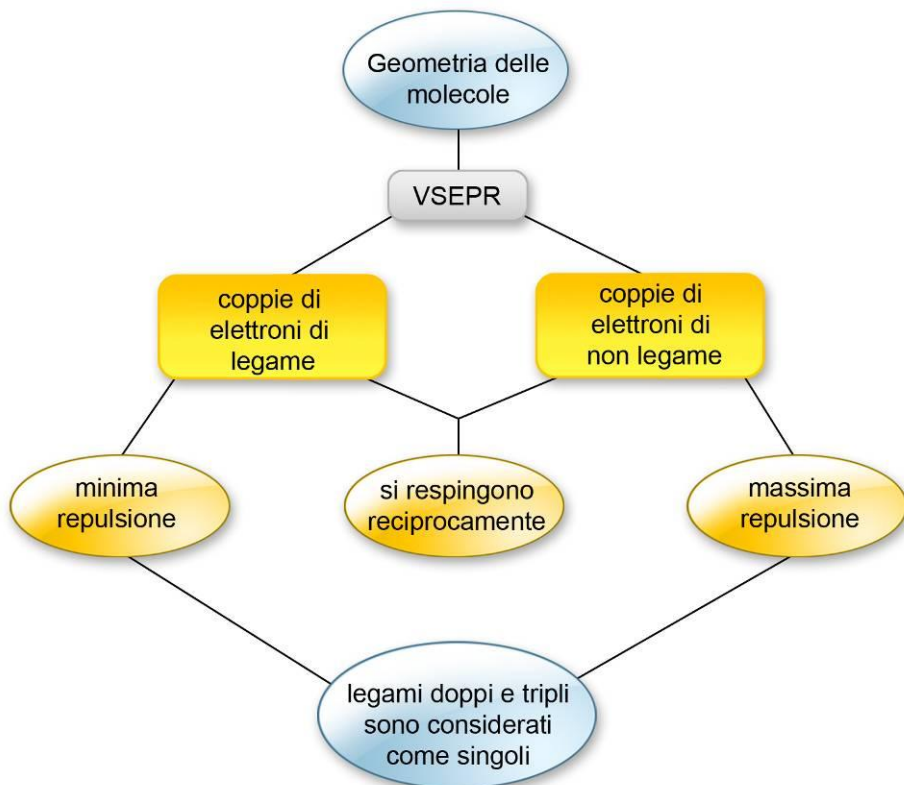 Geometria delle
molecole
VSEPR
coppie di
elettroni di
legame
coppie di
elettroni di
non legame
minima
repulsione
si respingono
reciprocamente
massima
repulsione
legami doppi e tripli
sono considerati
come singoli